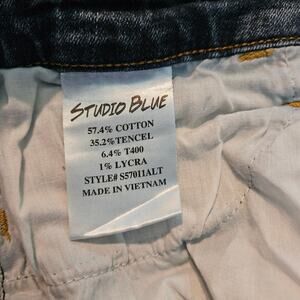 STUDIO BLUE
57.4% COTTON
35.2%TENCEL
6.4% T400
1% LYCRA
STYLE# S57011ALT
MADE IN VIETNAM